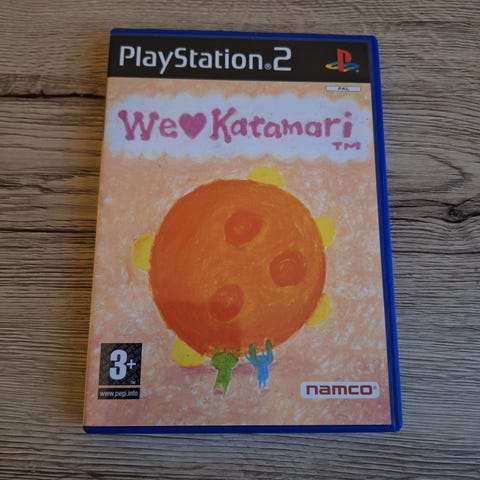 PlayStation®2
PAL
We♥Katamari
TM
3+
www.pegi.info
namco®